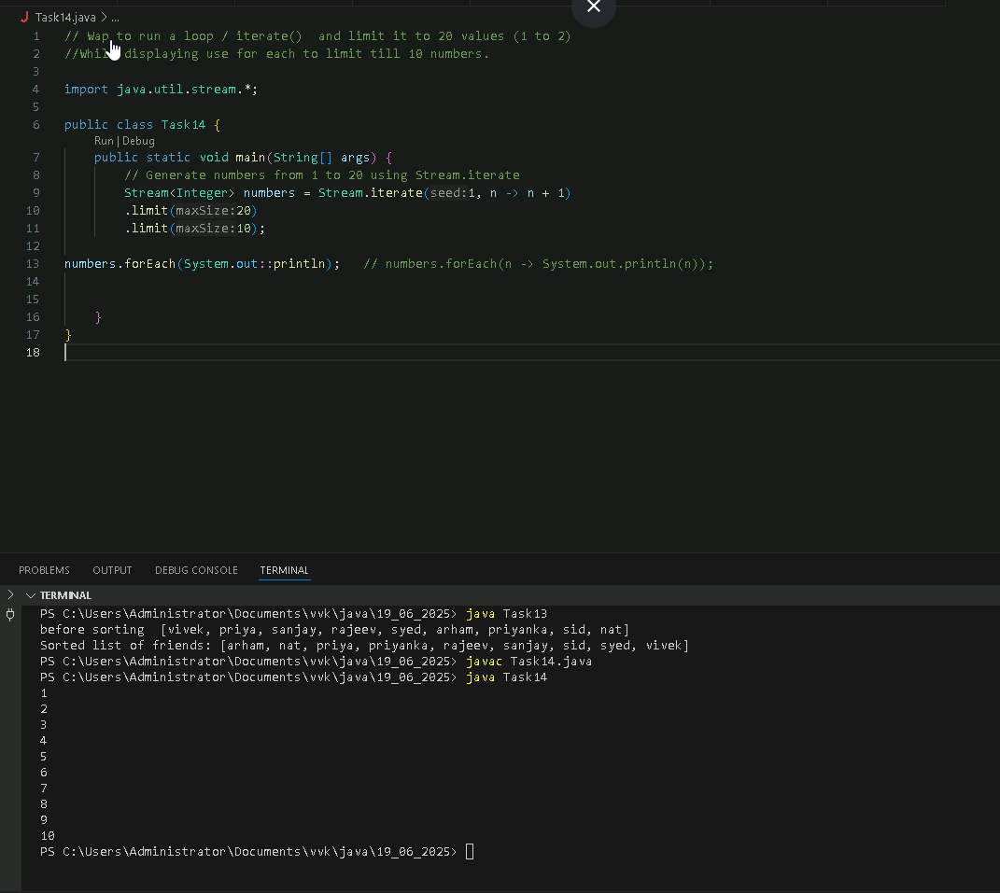 Task14.java > ...
1 // Wap to run a loop / iterate()  and limit it to 20 values (1 to 2)
2 //While displaying use for each to limit till 10 numbers.
3
4 import java.util.stream.*;
5
6 public class Task14 {
Run | Debug
7 public static void main(String[] args) {
8 // Generate numbers from 1 to 20 using Stream.iterate
9 Stream<Integer> numbers = Stream.iterate(seed:1, n -> n + 1)
10 .limit(maxSize:20)
11 .limit(maxSize:10);
12
13 numbers.forEach(System.out::println);   // numbers.forEach(n -> System.out.println(n));
14
15
16 }
17 }
18
PROBLEMS OUTPUT DEBUG CONSOLE TERMINAL
TERMINAL
PS C:\Users\Administrator\Documents\vvk\java\19_06_2025> java Task13
before sorting  [vivek, priya, sanjay, rajeev, syed, arham, priyanka, sid, nat]
Sorted list of friends: [arham, nat, priya, priyanka, rajeev, sanjay, sid, syed, vivek]
PS C:\Users\Administrator\Documents\vvk\java\19_06_2025> javac Task14.java
PS C:\Users\Administrator\Documents\vvk\java\19_06_2025> java Task14
1
2
3
4
5
6
7
8
9
10
PS C:\Users\Administrator\Documents\vvk\java\19_06_2025>